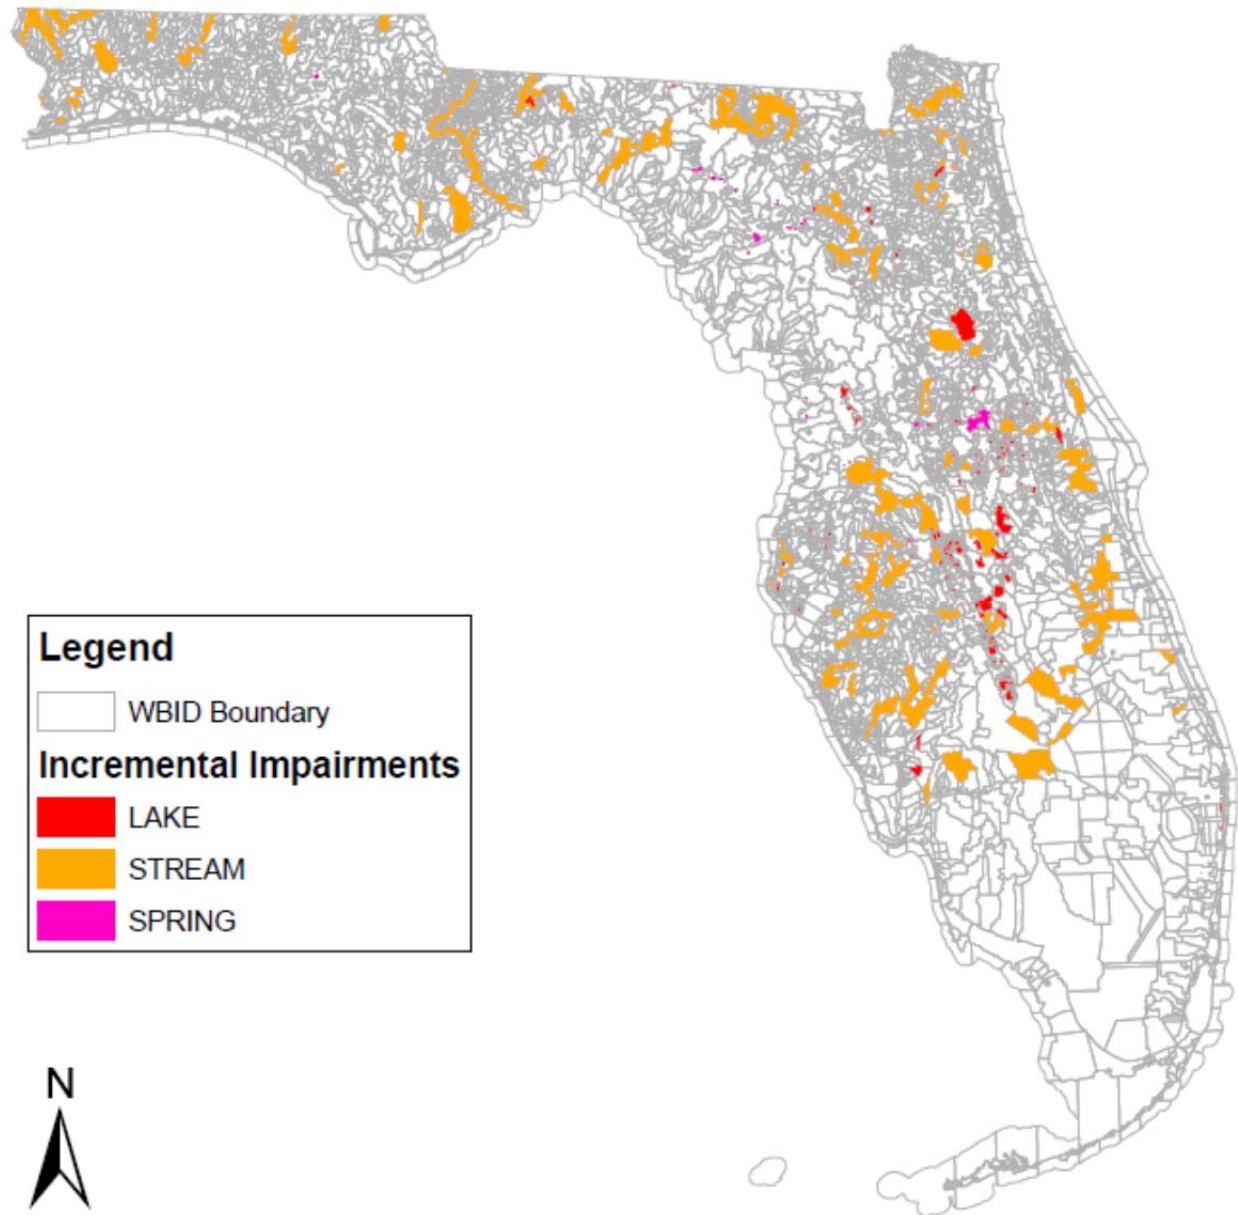 Legend
WBID Boundary
Incremental Impairments
LAKE
STREAM
SPRING
N